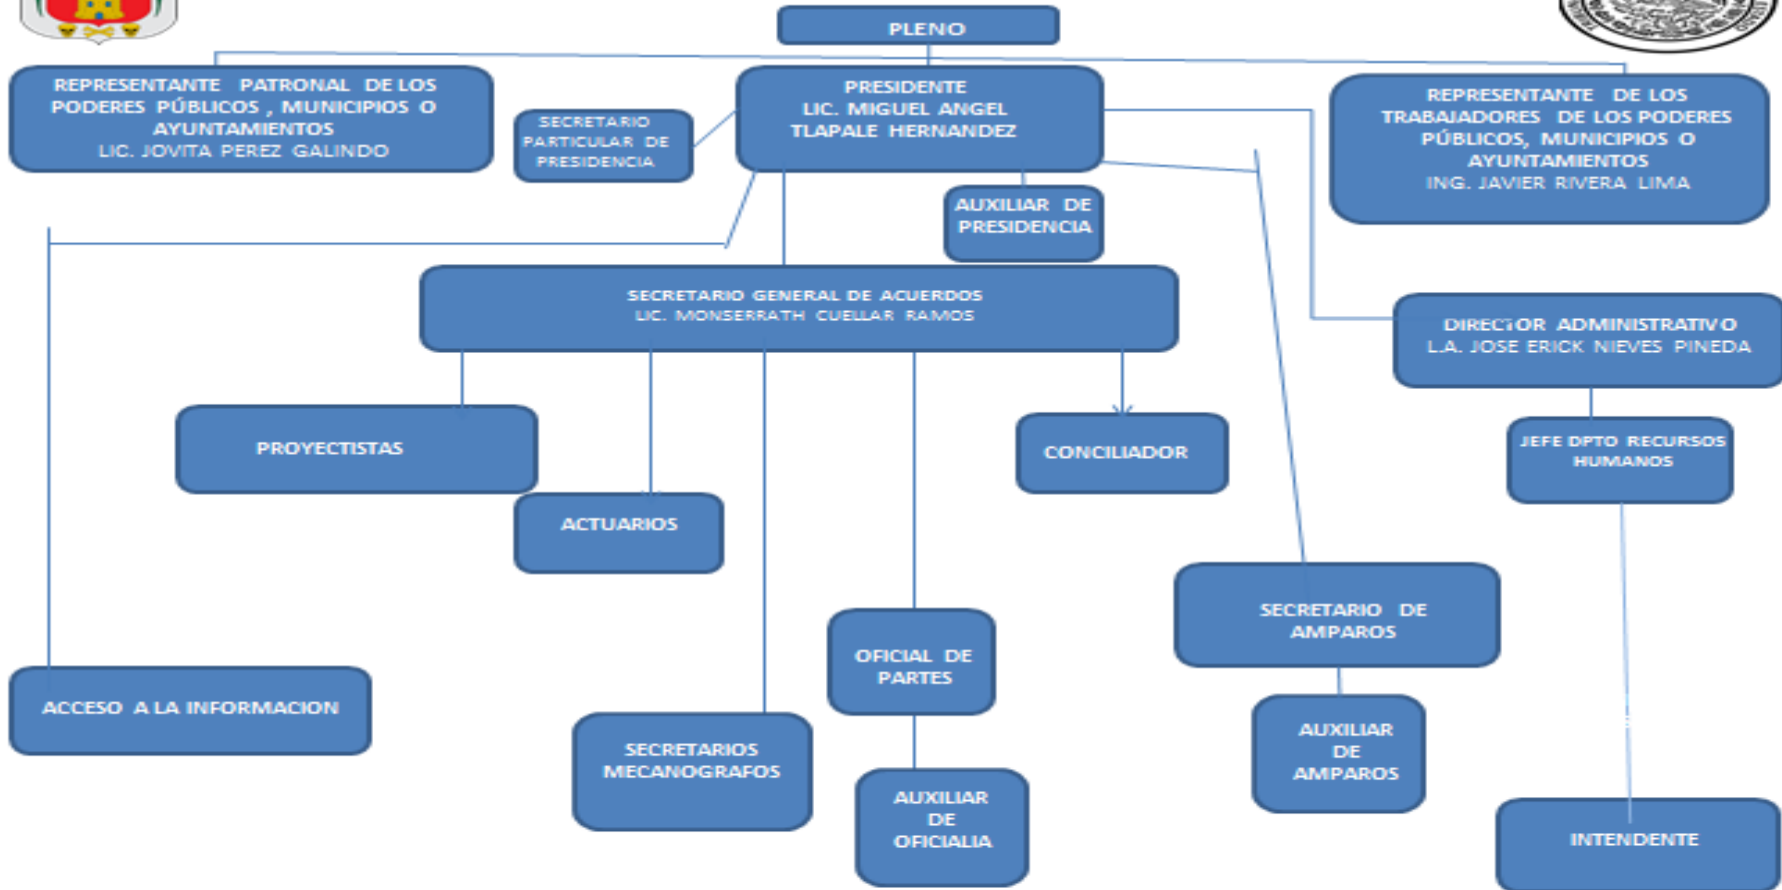 PLENO
REPRESENTANTE PATRONAL DE LOS
PODERES PÚBLICOS , MUNICIPIOS O
AYUNTAMIENTOS
LIC. JOVITA PEREZ GALINDO
SECRETARIO
PARTICULAR DE
PRESIDENCIA
PRESIDENTE
LIC. MIGUEL ANGEL
TLAPALE HERNANDEZ
REPRESENTANTE DE LOS
TRABAJADORES DE LOS PODERES
PÚBLICOS, MUNICIPIOS O
AYUNTAMIENTOS
ING. JAVIER RIVERA LIMA
AUXILIAR DE
PRESIDENCIA
SECRETARIO GENERAL DE ACUERDOS
LIC. MONSERRATH CUELLAR RAMOS
DIRECTOR ADMINISTRATIVO
L.A. JOSE ERICK NIEVES PINEDA
PROYECTISTAS
CONCILIADOR
JEFE DPTO RECURSOS
HUMANOS
ACTUARIOS
SECRETARIO DE
AMPAROS
OFICIAL DE
PARTES
ACCESO A LA INFORMACION
SECRETARIOS
MECANOGRAFOS
AUXILIAR
DE
AMPAROS
AUXILIAR
DE
OFICIALIA
INTENDENTE